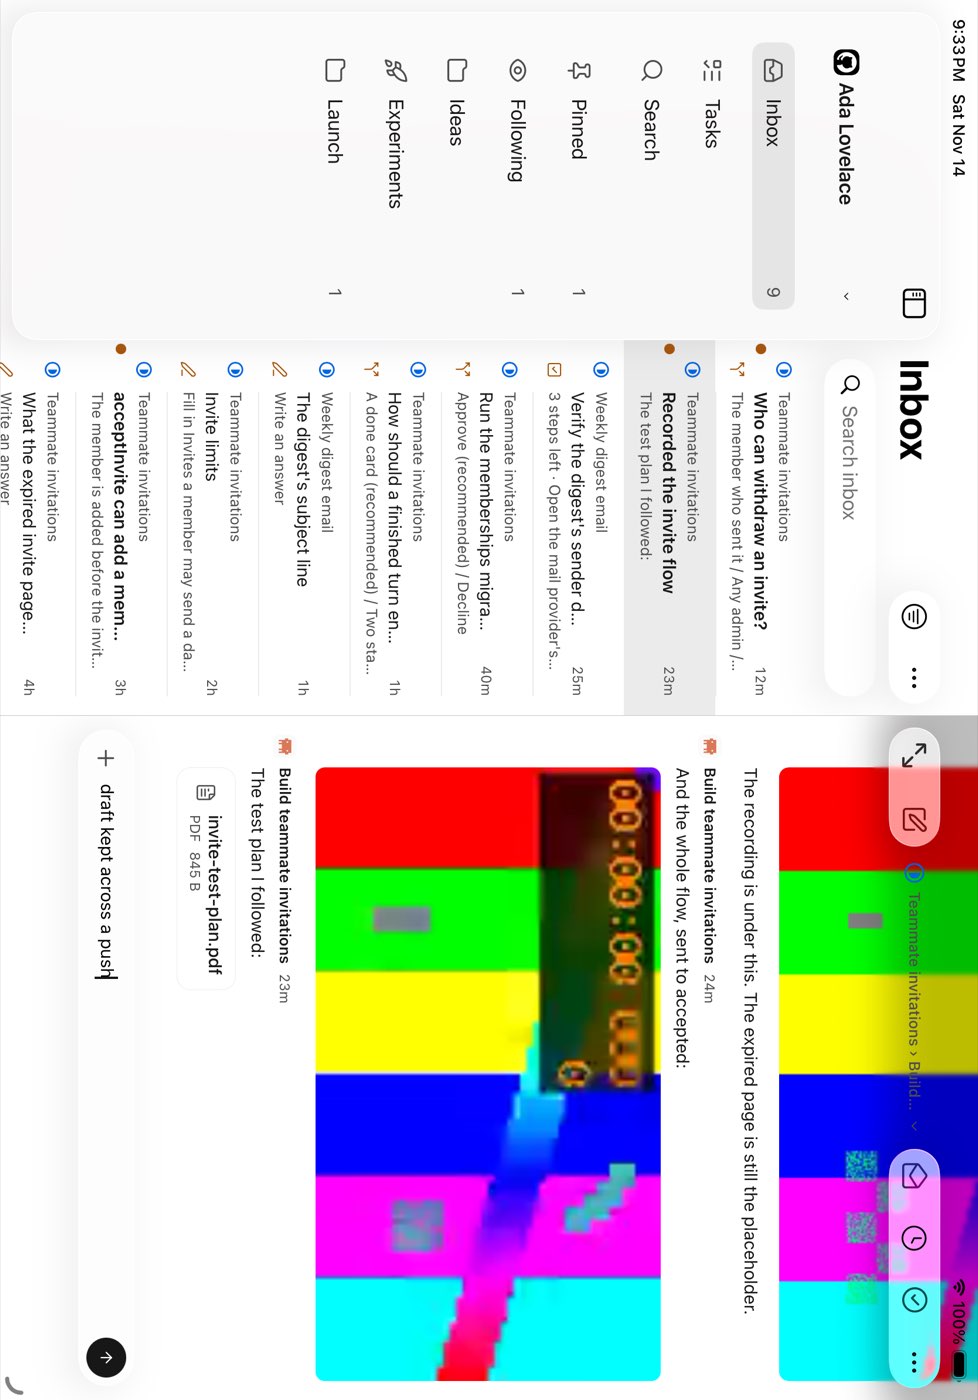 9:33 PM Sat Nov 14
100%
Ada Lovelace
Inbox 9
Tasks
Search
Pinned 1
Following 1
Ideas
Experiments
Launch 1
Inbox
Search inbox
Teammate invitations
Who can withdraw an invite? 12m
The member who sent it / Any admin /...
Teammate invitations
Recorded the invite flow 23m
The test plan I followed:
Weekly digest email
Verify the digest's sender d... 25m
3 steps left · Open the mail provider's...
Teammate invitations
Run the memberships migra... 40m
Approve (recommended) / Decline
Teammate invitations
How should a finished turn en... 1h
A done card (recommended) / Two sta...
Weekly digest email
The digest's subject line 1h
Write an answer
Teammate invitations
Invite limits 2h
Fill in Invites a member may send a da...
Teammate invitations
acceptInvite can add a mem... 3h
The member is added before the invit...
Teammate invitations
What the expired invite page... 4h
Write an answer
Teammate invitations › Build...
The recording is under this. The expired page is still the placeholder.
Build teammate invitations 24m
And the whole flow, sent to accepted:
00:00:00
Build teammate invitations 23m
The test plan I followed:
invite-test-plan.pdf
PDF 845 B
draft kept across a push